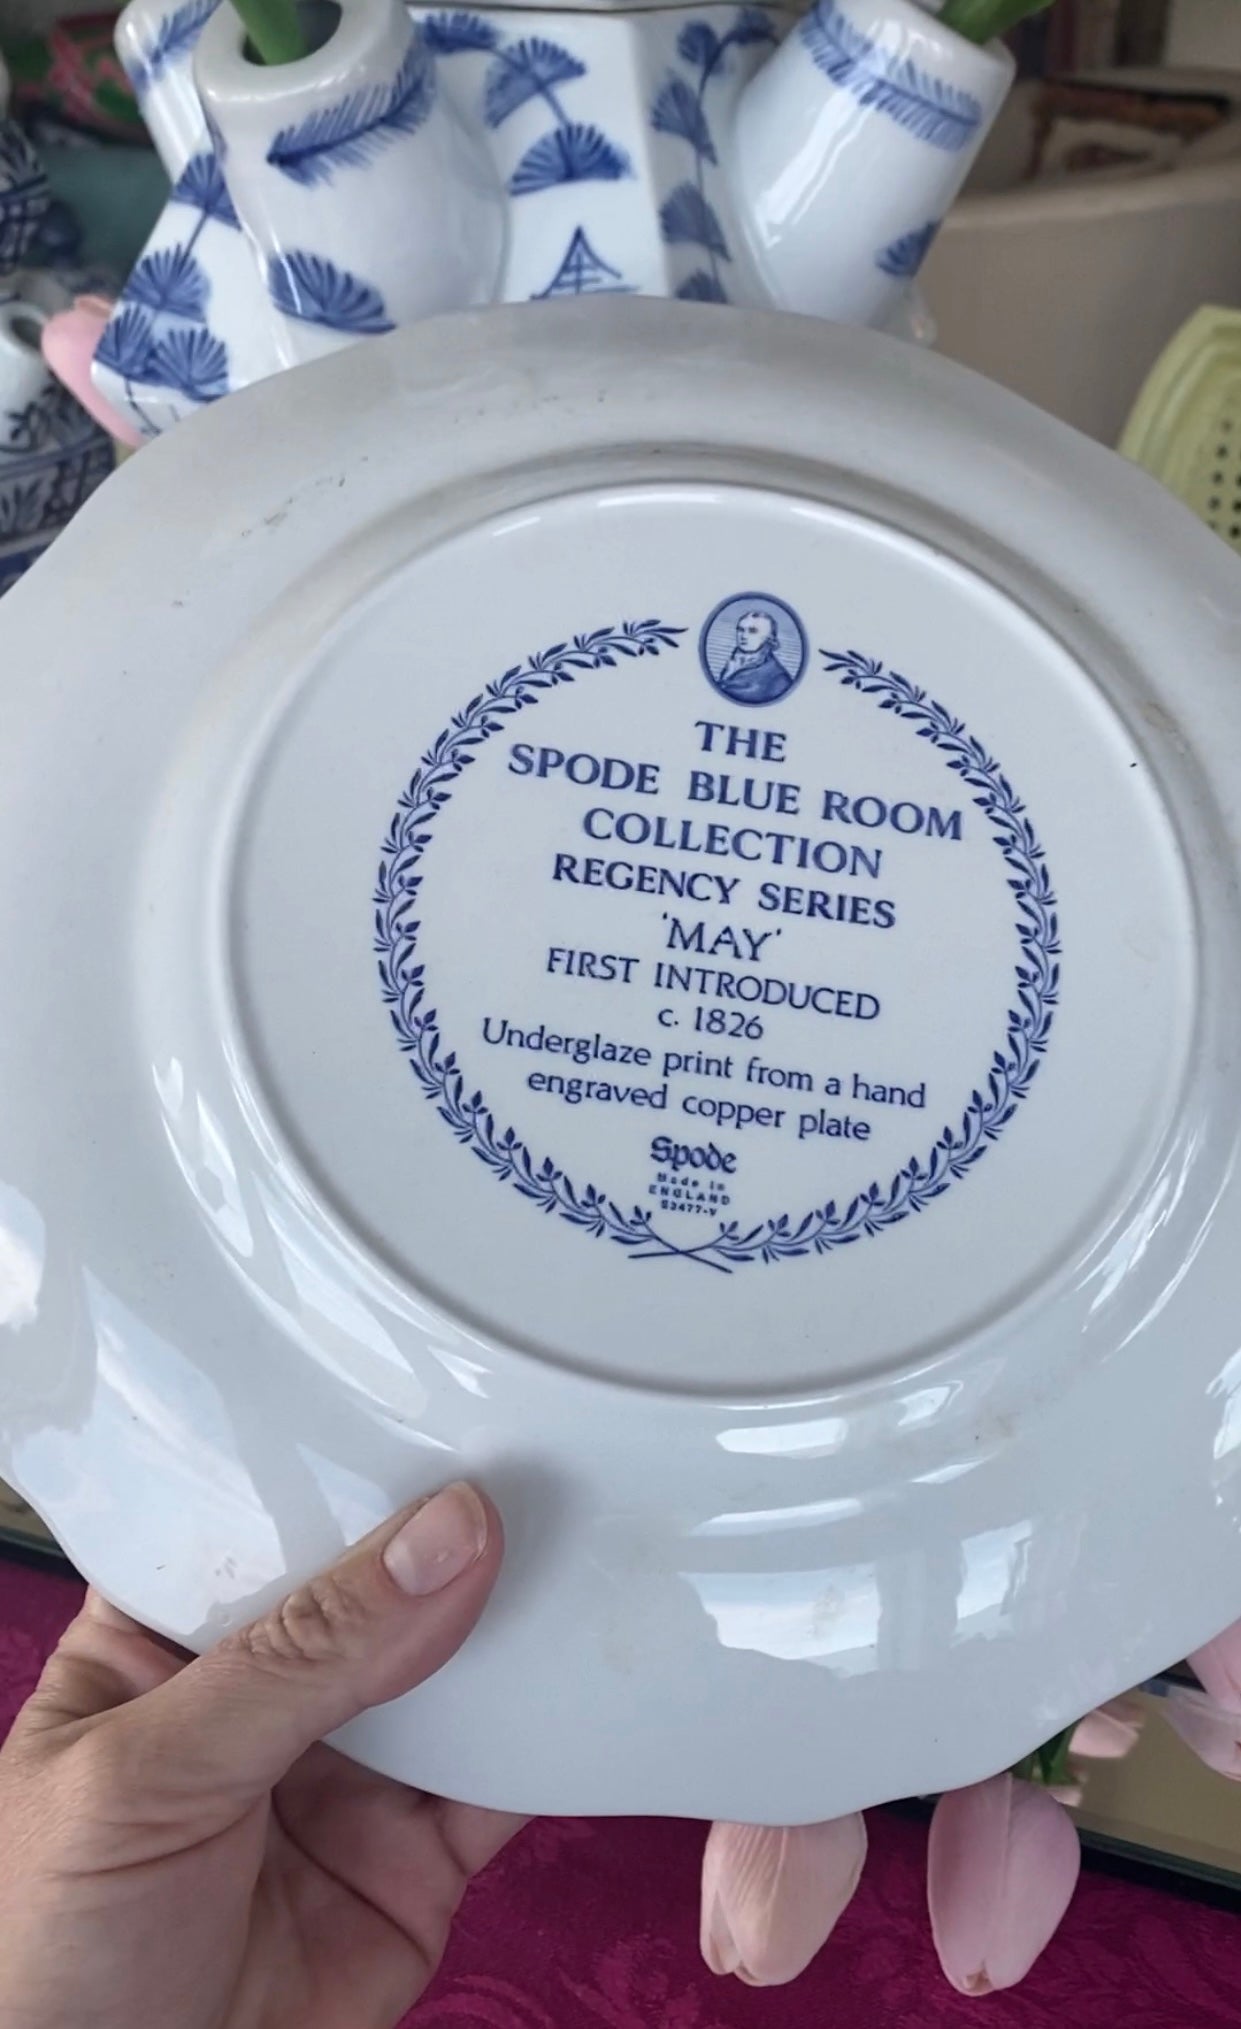 THE
SPODE BLUE ROOM
COLLECTION
REGENCY SERIES
'MAY'
FIRST INTRODUCED
c. 1826
Underglaze print from a hand
engraved copper plate
Spode
Made in
ENGLAND
S3477-V